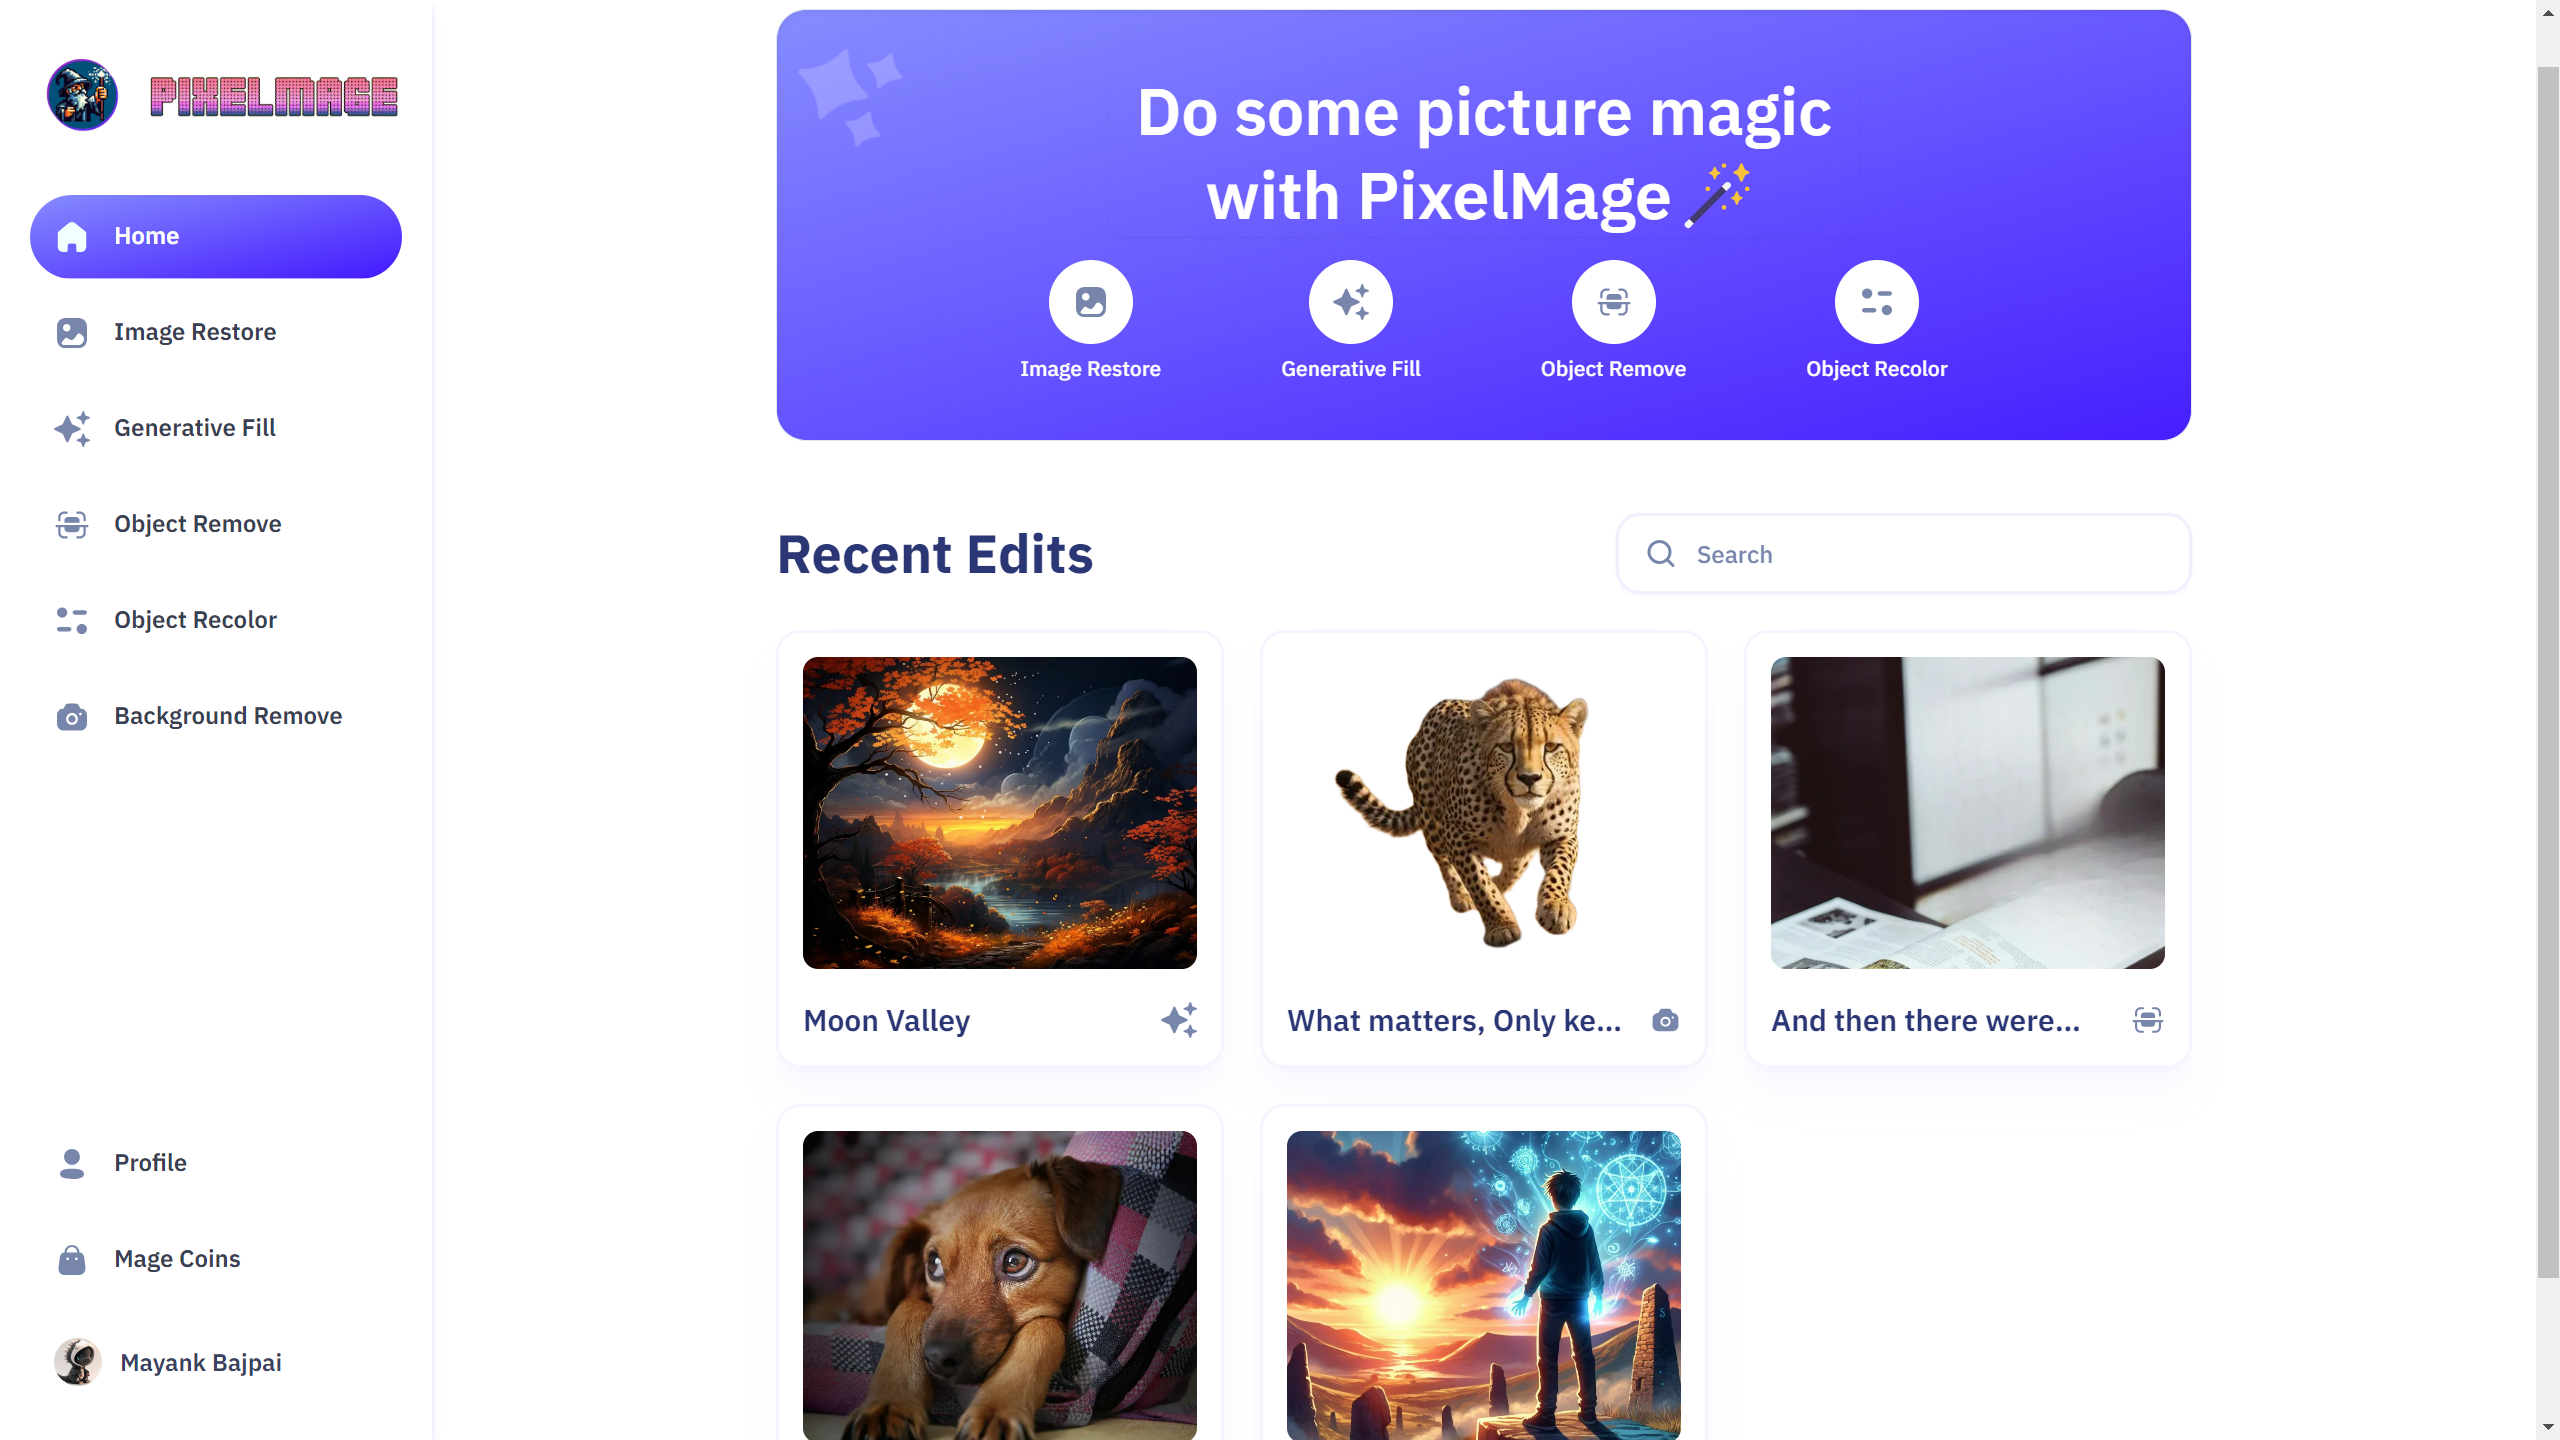 PIXELMAGE
Home
Image Restore
Generative Fill
Object Remove
Object Recolor
Background Remove
Profile
Mage Coins
Mayank Bajpai
Do some picture magic
with PixelMage 🪄
Image Restore
Generative Fill
Object Remove
Object Recolor
Recent Edits
Search
Moon Valley
What matters, Only ke...
And then there were...